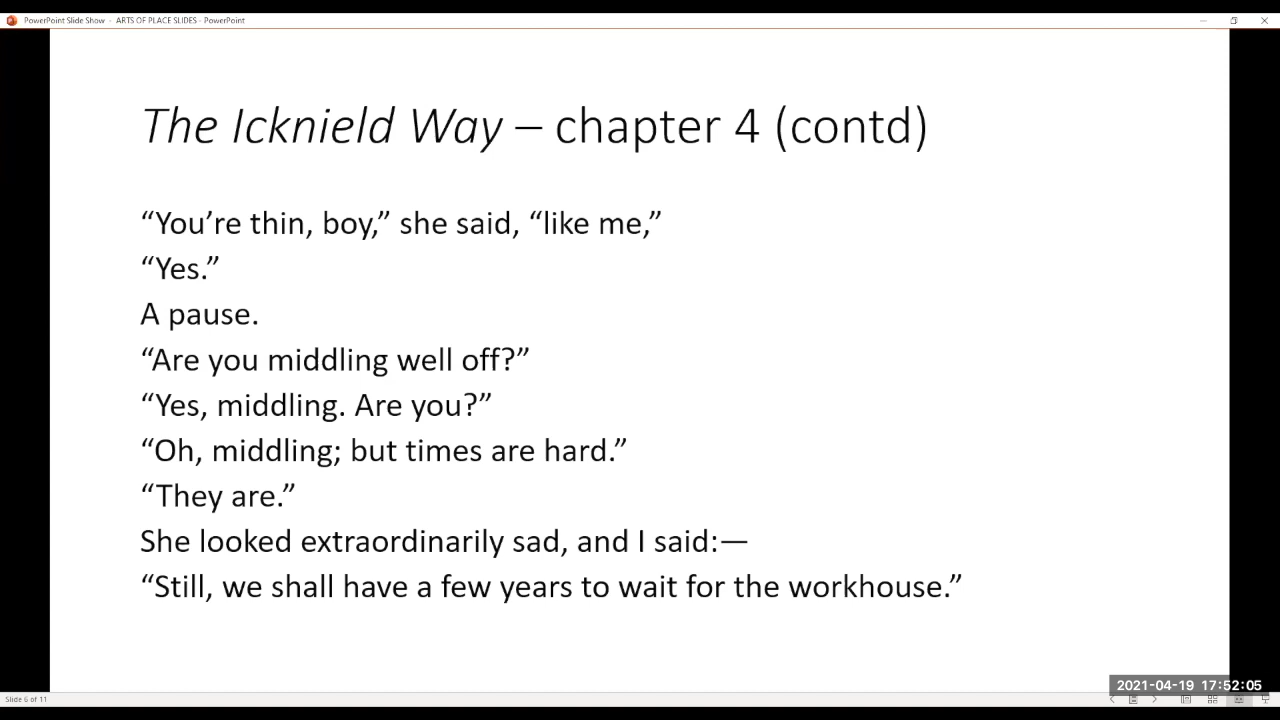 PowerPoint Slide Show - ARTS OF PLACE SLIDES - PowerPoint
The Icknield Way – chapter 4 (contd)
“You’re thin, boy,” she said, “like me,”
“Yes.”
A pause.
“Are you middling well off?”
“Yes, middling. Are you?”
“Oh, middling; but times are hard.”
“They are.”
She looked extraordinarily sad, and I said:—
“Still, we shall have a few years to wait for the workhouse.”
2021-04-19 17:52:05
Slide 6 of 11